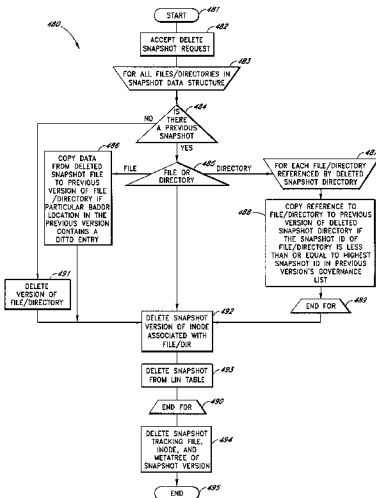 480
START
481
482
ACCEPT DELETE
SNAPSHOT REQUEST
483
FOR ALL FILES/DIRECTORIES IN
SNAPSHOT DATA STRUCTURE
484
IS
THERE
A PREVIOUS
SNAPSHOT
NO
YES
485
FILE OR
DIRECTORY
FILE
DIRECTORY
486
COPY DATA
FROM DELETED
SNAPSHOT FILE
TO PREVIOUS
VERSION OF FILE
/DIRECTORY IF
PARTICULAR BADDR
LOCATION IN THE
PREVIOUS VERSION
CONTAINS A
DITTO ENTRY
487
FOR EACH FILE/DIRECTORY
REFERENCED BY DELETED
SNAPSHOT DIRECTORY
488
COPY REFERENCE TO
FILE/DIRECTORY TO PREVIOUS
VERSION OF DELETED
SNAPSHOT DIRECTORY IF
THE SNAPSHOT ID OF
FILE/DIRECTORY IS LESS
THAN OR EQUAL TO HIGHEST
SNAPSHOT ID IN PREVIOUS
VERSION'S GOVERNANCE
LIST
489
END FOR
491
DELETE
VERSION OF
FILE/DIRECTORY
492
DELETE SNAPSHOT
VERSION OF INODE
ASSOCIATED WITH
FILE/DIR
493
DELETE SNAPSHOT
FROM LIN TABLE
490
END FOR
494
DELETE SNAPSHOT
TRACKING FILE,
INODE, AND
METATREE OF
SNAPSHOT VERSION
495
END